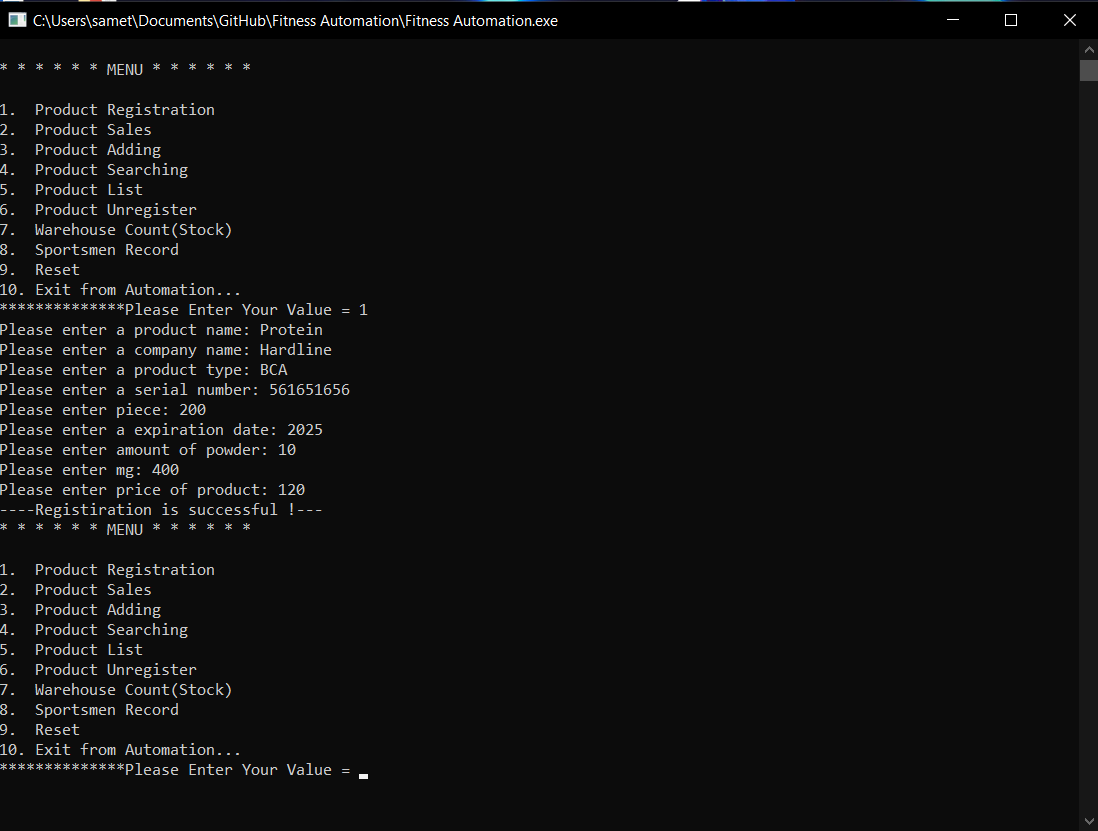 C:\Users\samet\Documents\GitHub\Fitness Automation\Fitness Automation.exe
* * * * * * MENU * * * * * *
1.  Product Registration
2.  Product Sales
3.  Product Adding
4.  Product Searching
5.  Product List
6.  Product Unregister
7.  Warehouse Count(Stock)
8.  Sportsmen Record
9.  Reset
10. Exit from Automation...
**************Please Enter Your Value = 1
Please enter a product name: Protein
Please enter a company name: Hardline
Please enter a product type: BCA
Please enter a serial number: 561651656
Please enter piece: 200
Please enter a expiration date: 2025
Please enter amount of powder: 10
Please enter mg: 400
Please enter price of product: 120
----Registiration is successful !---
* * * * * * MENU * * * * * *
1.  Product Registration
2.  Product Sales
3.  Product Adding
4.  Product Searching
5.  Product List
6.  Product Unregister
7.  Warehouse Count(Stock)
8.  Sportsmen Record
9.  Reset
10. Exit from Automation...
**************Please Enter Your Value = _